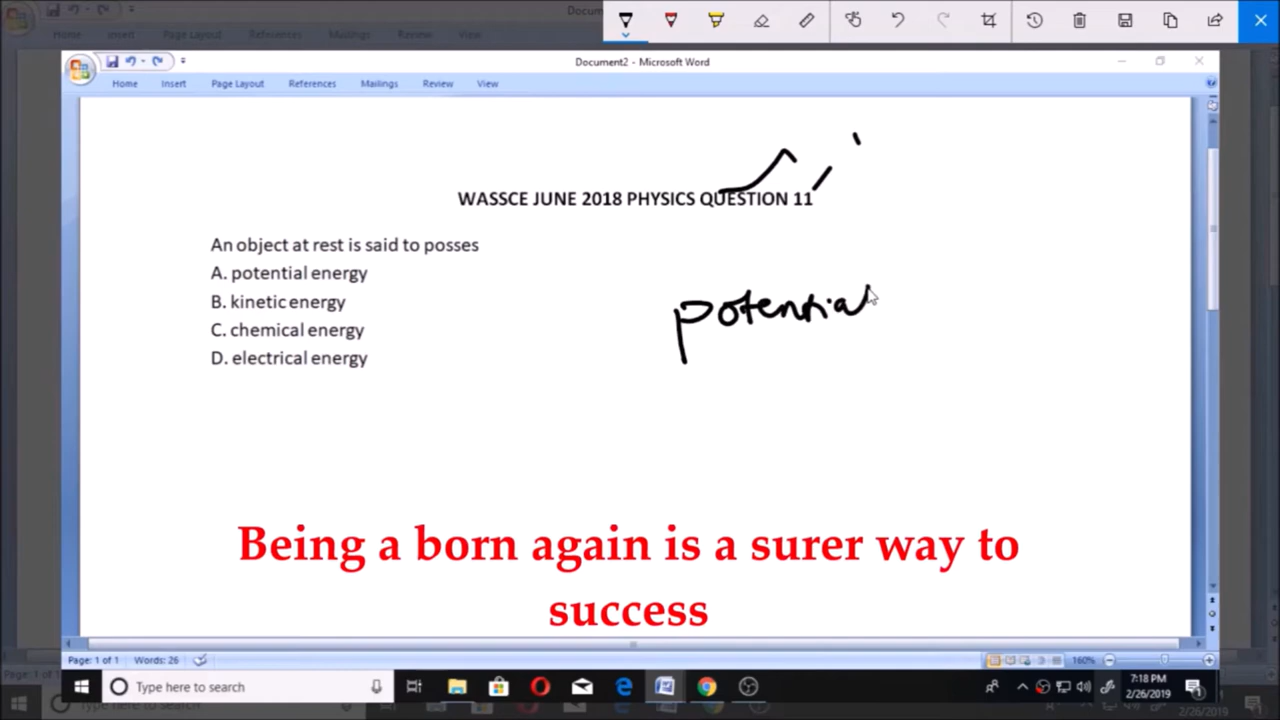 Docum
Document2 - Microsoft Word
Home Insert Page Layout References Mailings Review View
WASSCE JUNE 2018 PHYSICS QUESTION 11
An object at rest is said to posses
A. potential energy
B. kinetic energy
C. chemical energy
D. electrical energy
potential
Being a born again is a surer way to
success
Page: 1 of 1 Words: 26 160%
Type here to search
7:18 PM
2/26/2019